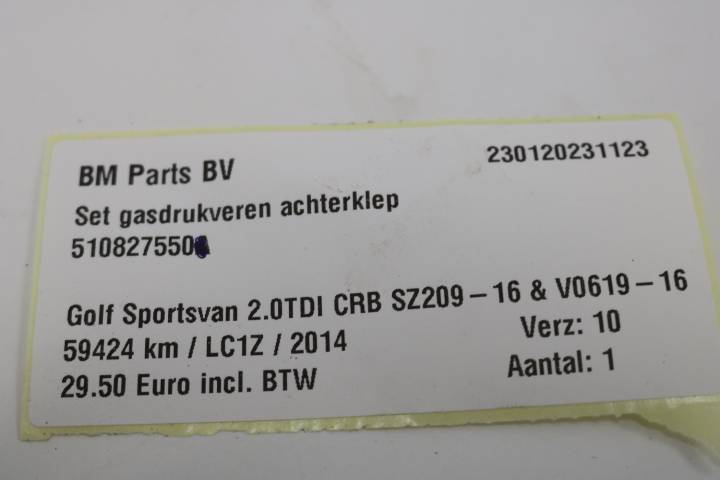 BM Parts BV 230120231123
Set gasdrukveren achterklep
510827550
Golf Sportsvan 2.0TDI CRB SZ209-16 & V0619-16
59424 km / LC1Z / 2014 Verz: 10
29.50 Euro incl. BTW Aantal: 1